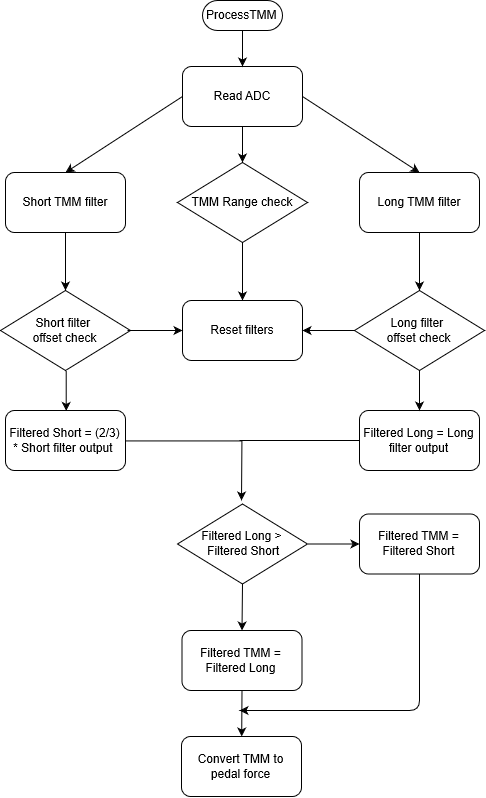 ProcessTMM
Read ADC
Short TMM filter
TMM Range check
Long TMM filter
Short filter
offset check
Reset filters
Long filter
offset check
Filtered Short = (2/3)
* Short filter output
Filtered Long = Long
filter output
Filtered Long >
Filtered Short
Filtered TMM =
Filtered Short
Filtered TMM =
Filtered Long
Convert TMM to
pedal force